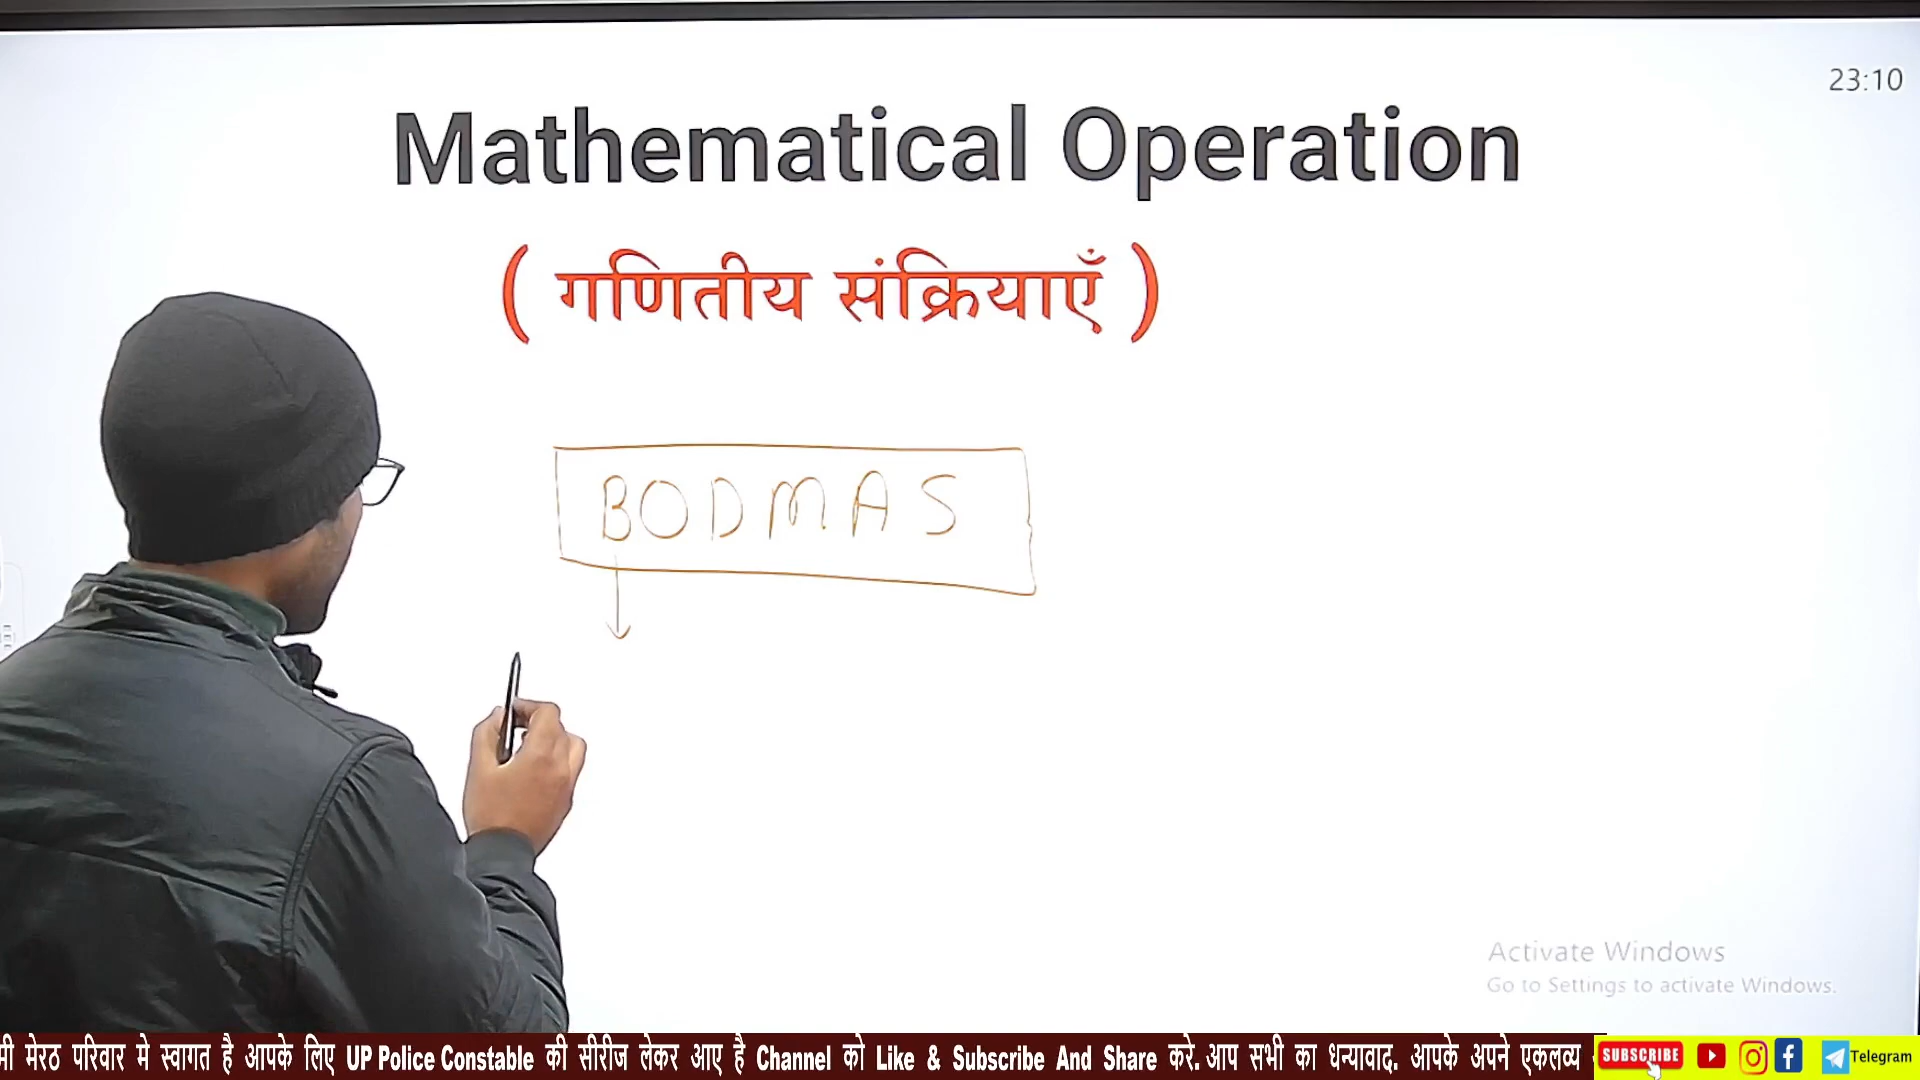 23:10
Mathematical Operation
( गणितीय संक्रियाएँ )
BODMAS
Activate Windows
Go to Settings to activate Windows.
मेरठ परिवार मे स्वागत है आपके लिए UP Police Constable की सीरीज लेकर आए है Channel को Like & Subscribe And Share करे. आप सभी का धन्यावाद. आपके अपने एकलव्य
SUBSCRIBE
Telegram